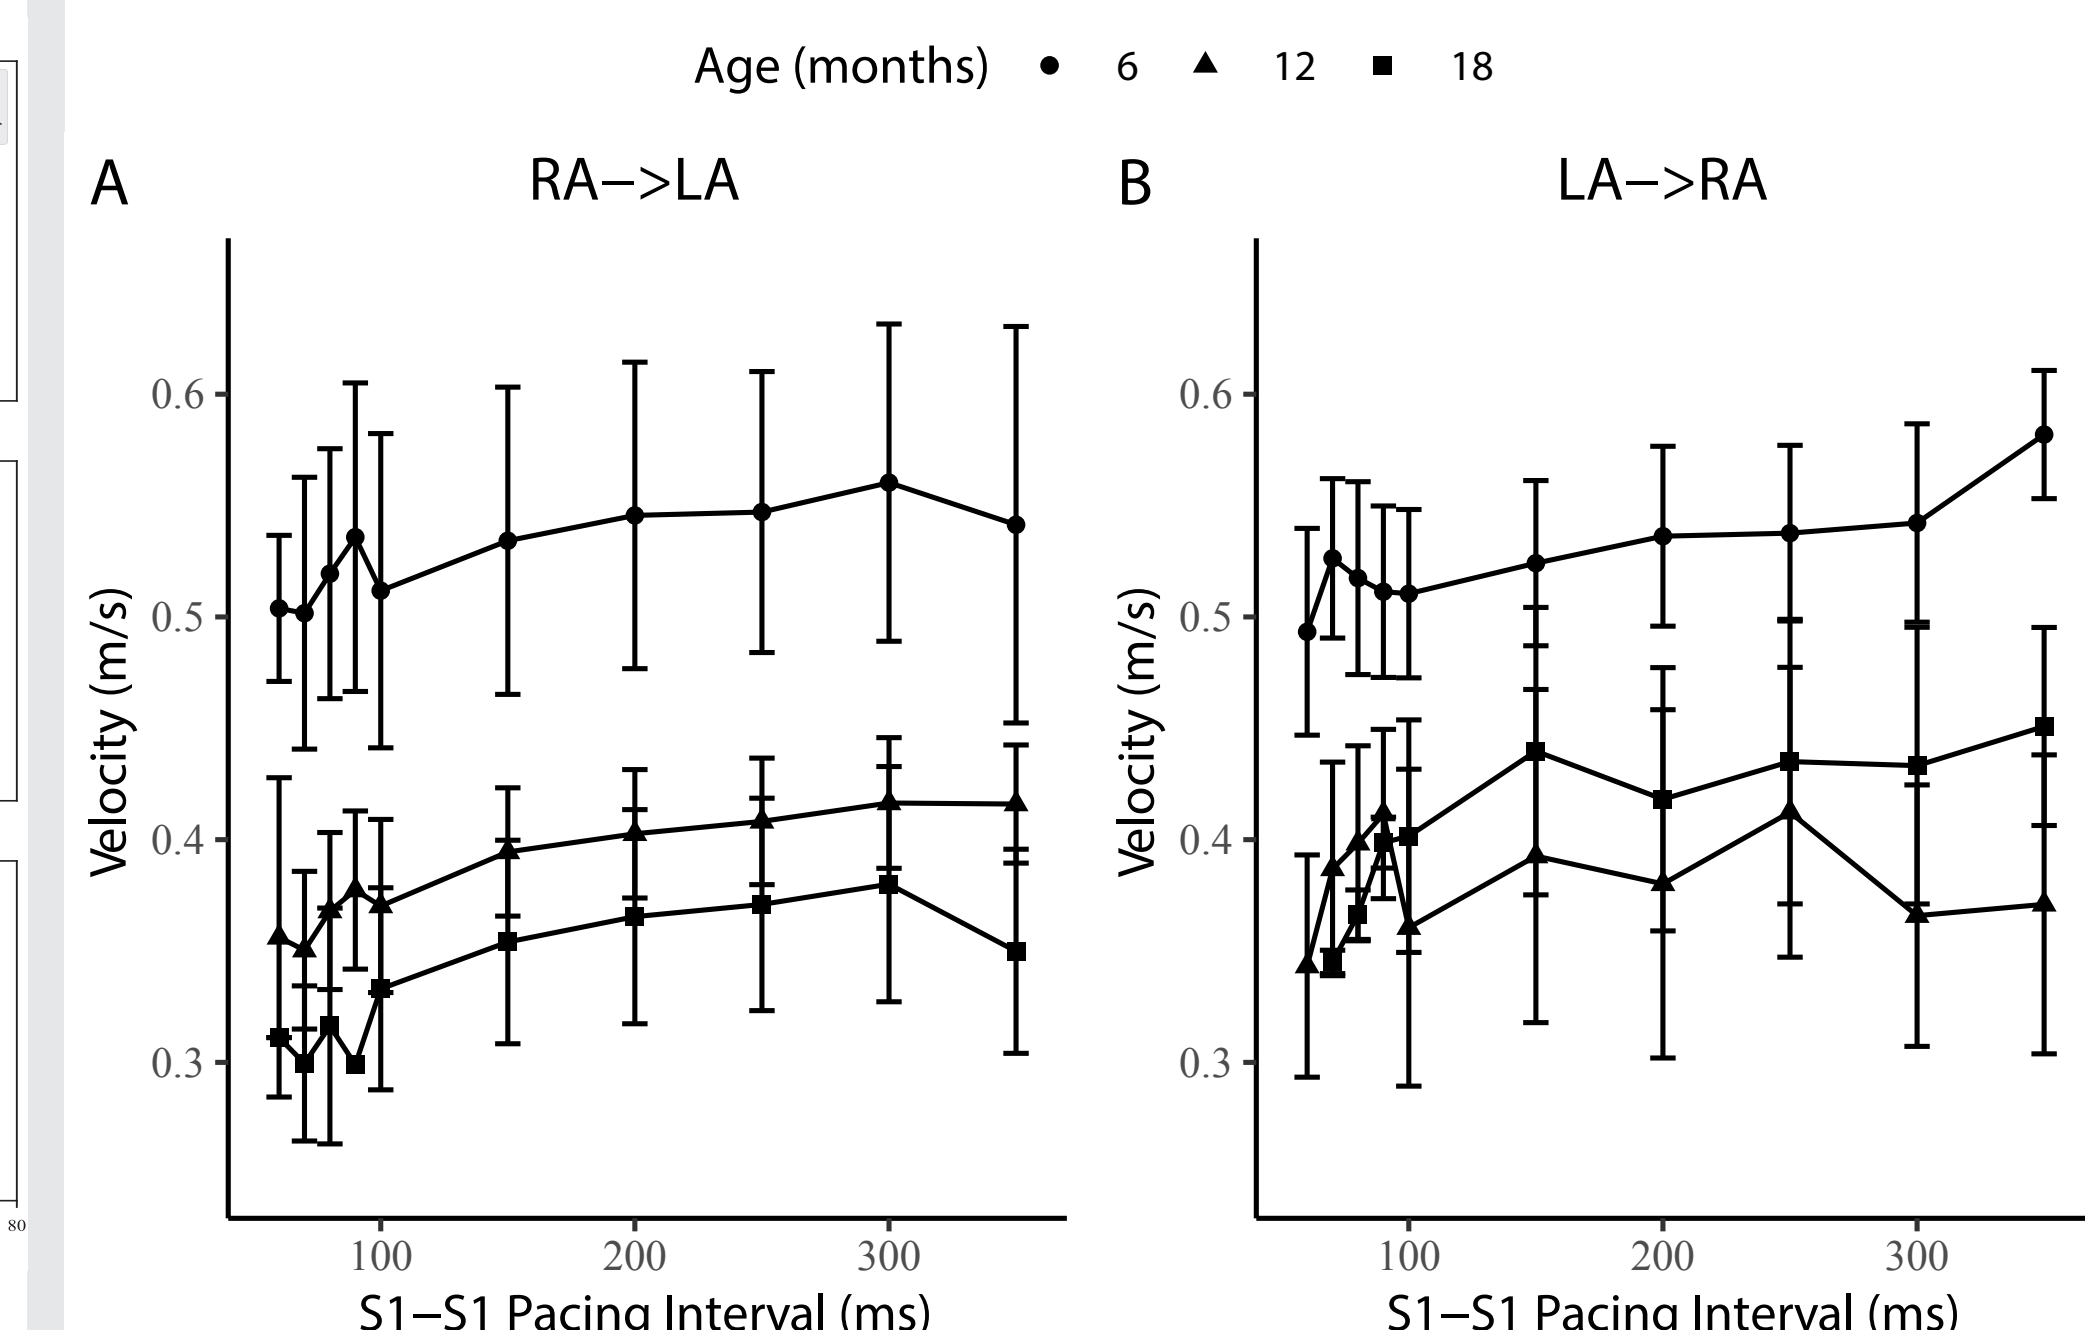 Age (months) 6 12 18
A RA−>LA
Velocity (m/s)
0.6
0.5
0.4
0.3
100 200 300
S1−S1 Pacing Interval (ms)
B LA−>RA
Velocity (m/s)
0.6
0.5
0.4
0.3
100 200 300
S1−S1 Pacing Interval (ms)
80